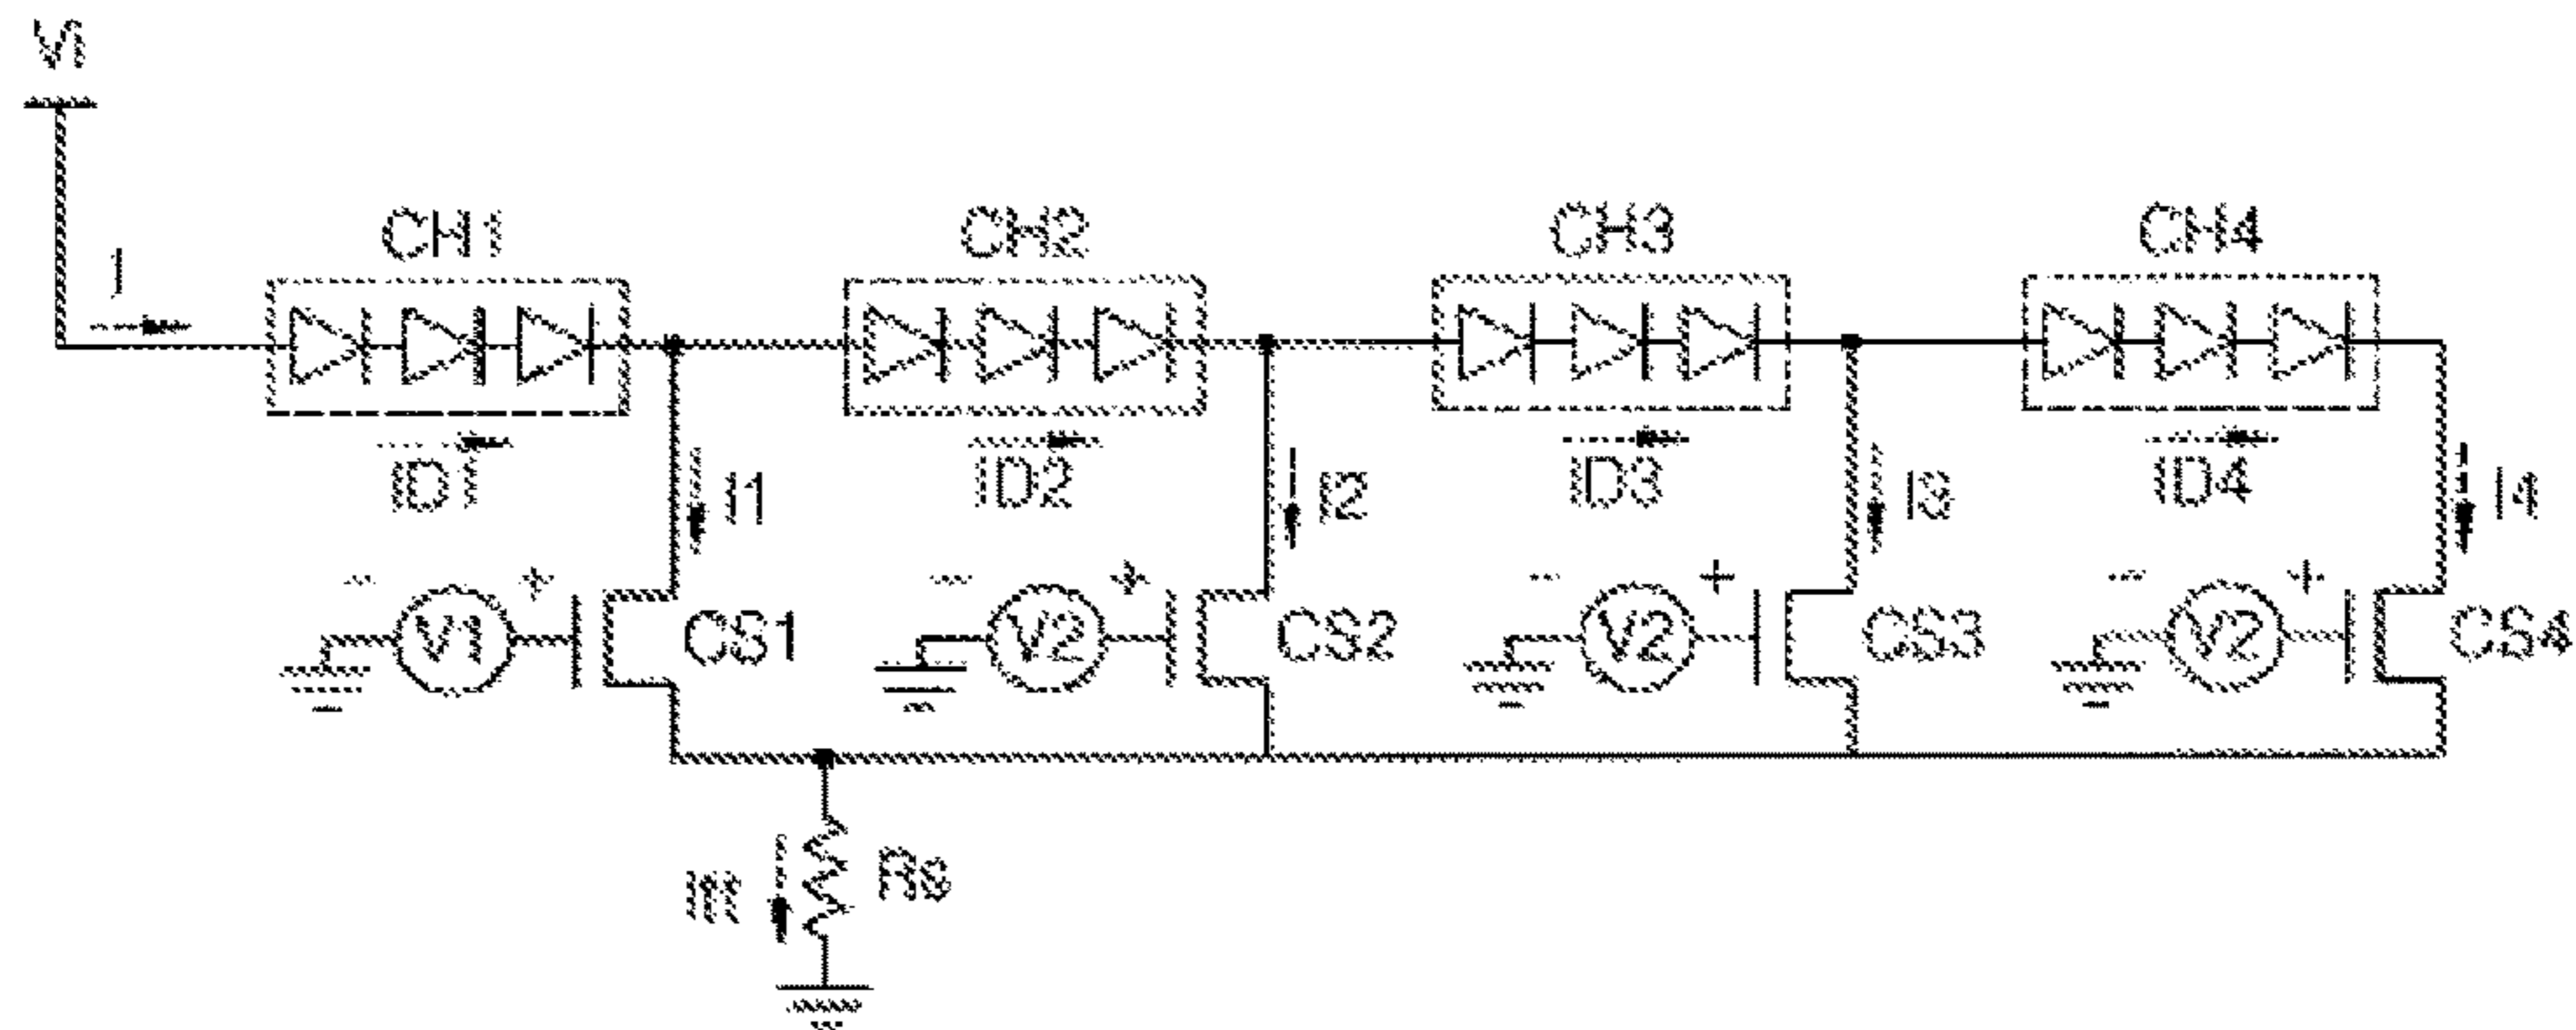 Vi
I
CH1 CH2 CH3 CH4
ID1 ID2 ID3 ID4
I1 I2 I3 I4
- + - + - + - +
V1 CS1 V2 CS2 V2 CS3 V2 CS4
Rs